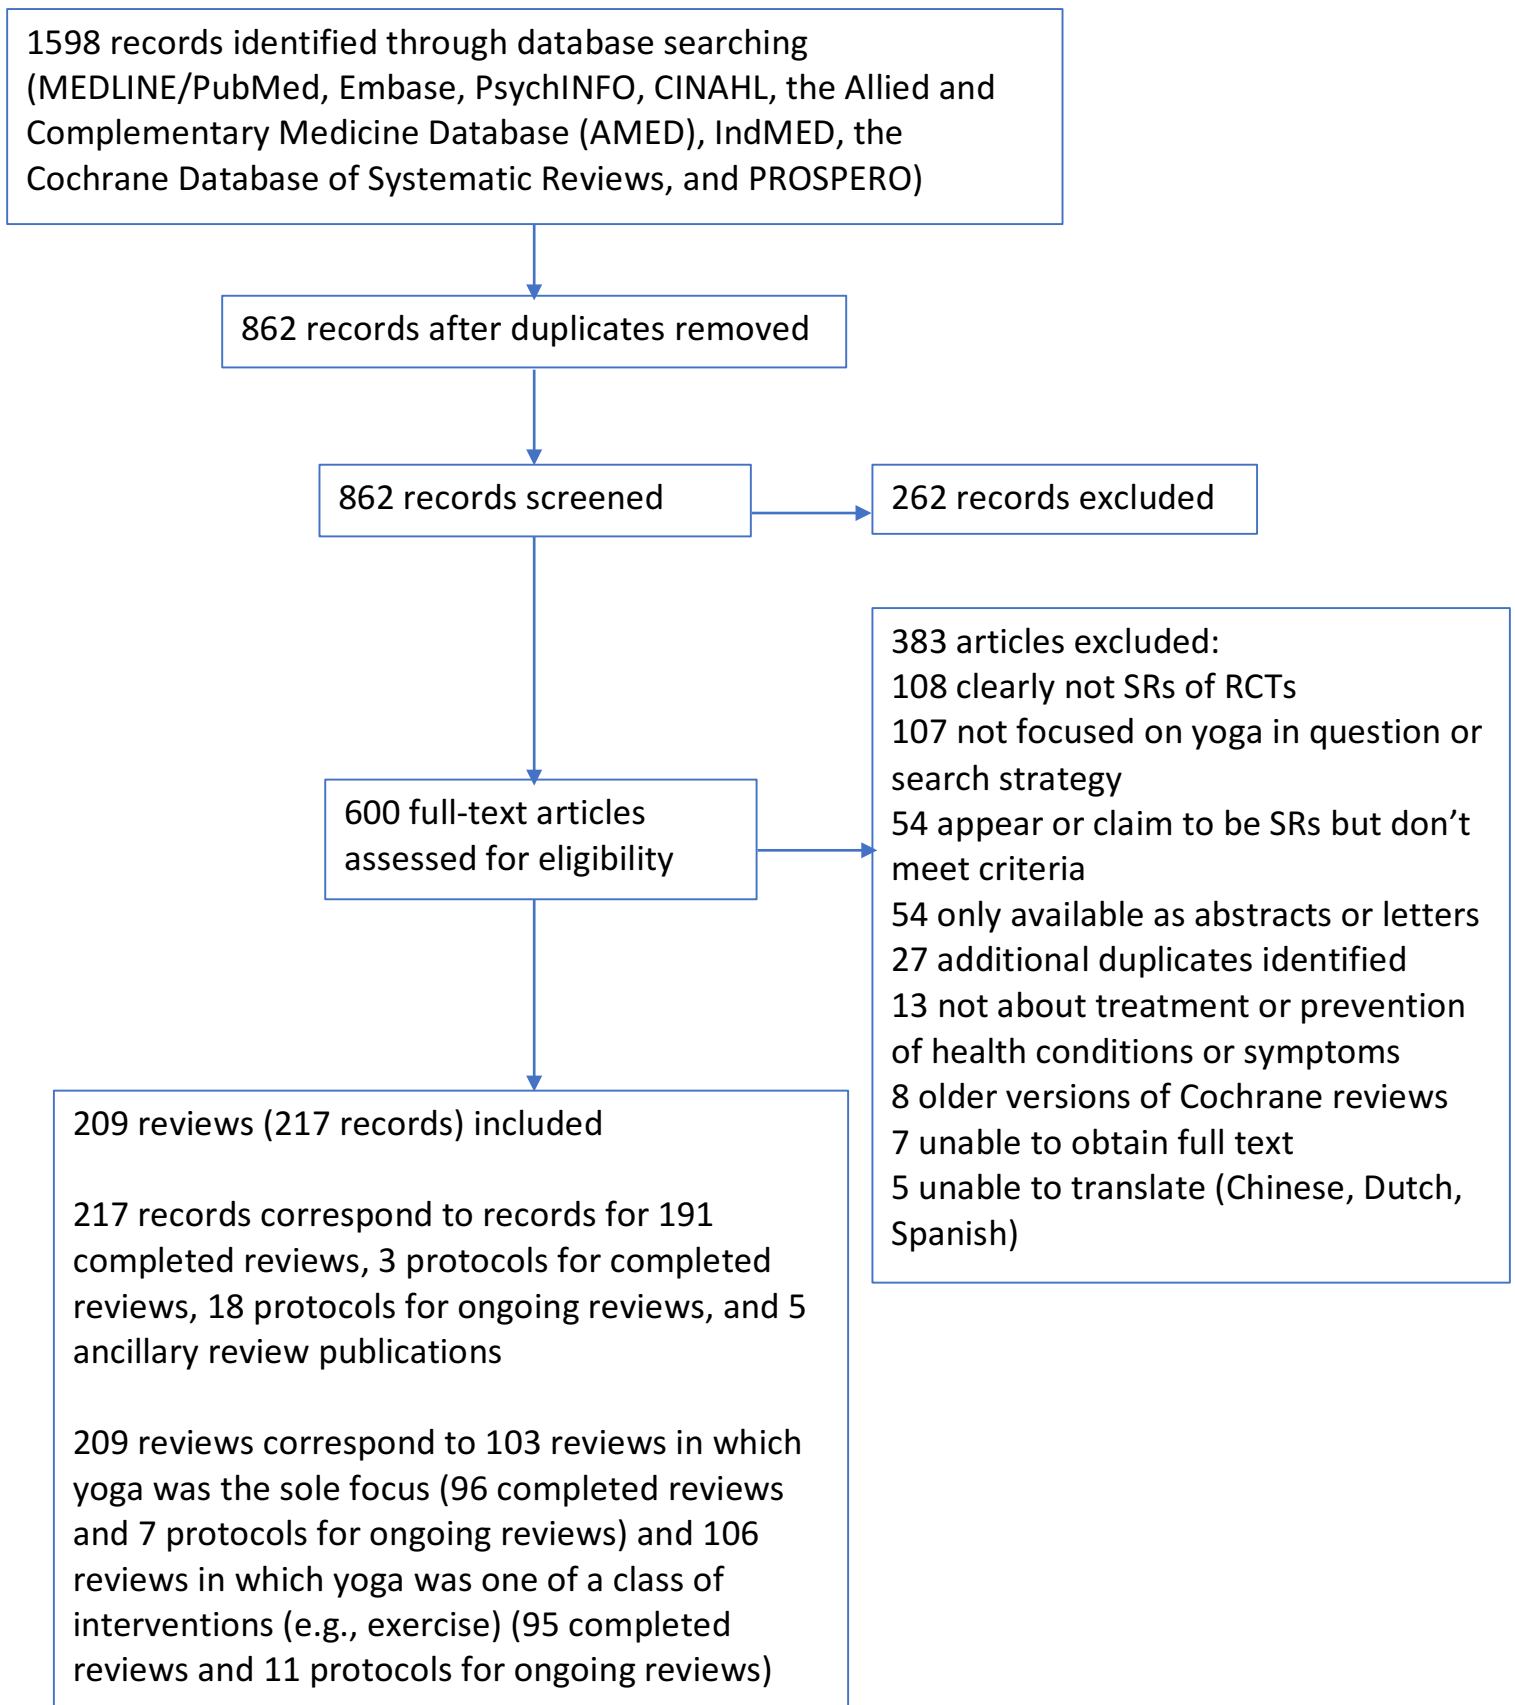 1598 records identified through database searching
(MEDLINE/PubMed, Embase, PsychINFO, CINAHL, the Allied and
Complementary Medicine Database (AMED), IndMED, the
Cochrane Database of Systematic Reviews, and PROSPERO)
862 records after duplicates removed
862 records screened
262 records excluded
600 full-text articles
assessed for eligibility
383 articles excluded:
108 clearly not SRs of RCTs
107 not focused on yoga in question or
search strategy
54 appear or claim to be SRs but don’t
meet criteria
54 only available as abstracts or letters
27 additional duplicates identified
13 not about treatment or prevention
of health conditions or symptoms
8 older versions of Cochrane reviews
7 unable to obtain full text
5 unable to translate (Chinese, Dutch,
Spanish)
209 reviews (217 records) included
217 records correspond to records for 191
completed reviews, 3 protocols for completed
reviews, 18 protocols for ongoing reviews, and 5
ancillary review publications
209 reviews correspond to 103 reviews in which
yoga was the sole focus (96 completed reviews
and 7 protocols for ongoing reviews) and 106
reviews in which yoga was one of a class of
interventions (e.g., exercise) (95 completed
reviews and 11 protocols for ongoing reviews)